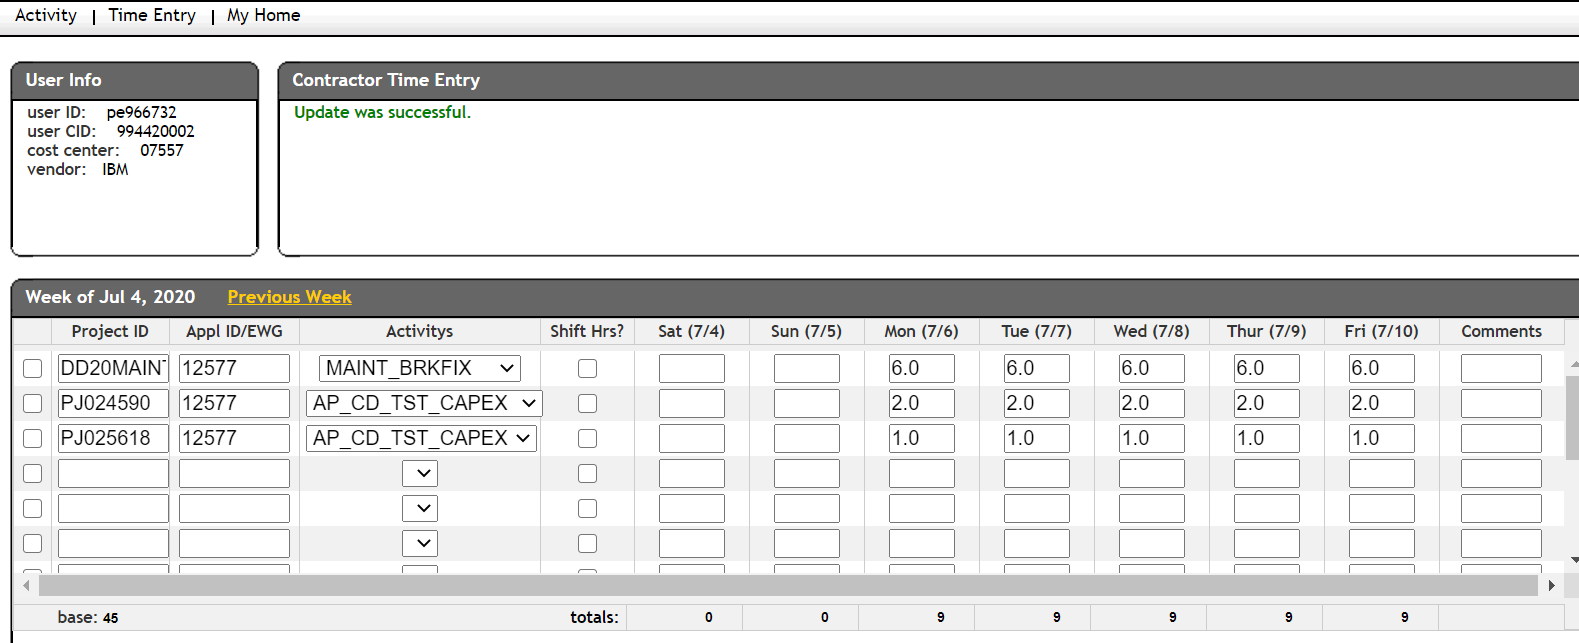 Activity | Time Entry | My Home
User Info
user ID: pe966732
user CID: 994420002
cost center: 07557
vendor: IBM
Contractor Time Entry
Update was successful.
Week of Jul 4, 2020 Previous Week
Project ID Appl ID/EWG Activitys Shift Hrs? Sat (7/4) Sun (7/5) Mon (7/6) Tue (7/7) Wed (7/8) Thur (7/9) Fri (7/10) Comments
DD20MAINT 12577 MAINT_BRKFIX 6.0 6.0 6.0 6.0 6.0
PJ024590 12577 AP_CD_TST_CAPEX 2.0 2.0 2.0 2.0 2.0
PJ025618 12577 AP_CD_TST_CAPEX 1.0 1.0 1.0 1.0 1.0
base: 45 totals: 0 0 9 9 9 9 9